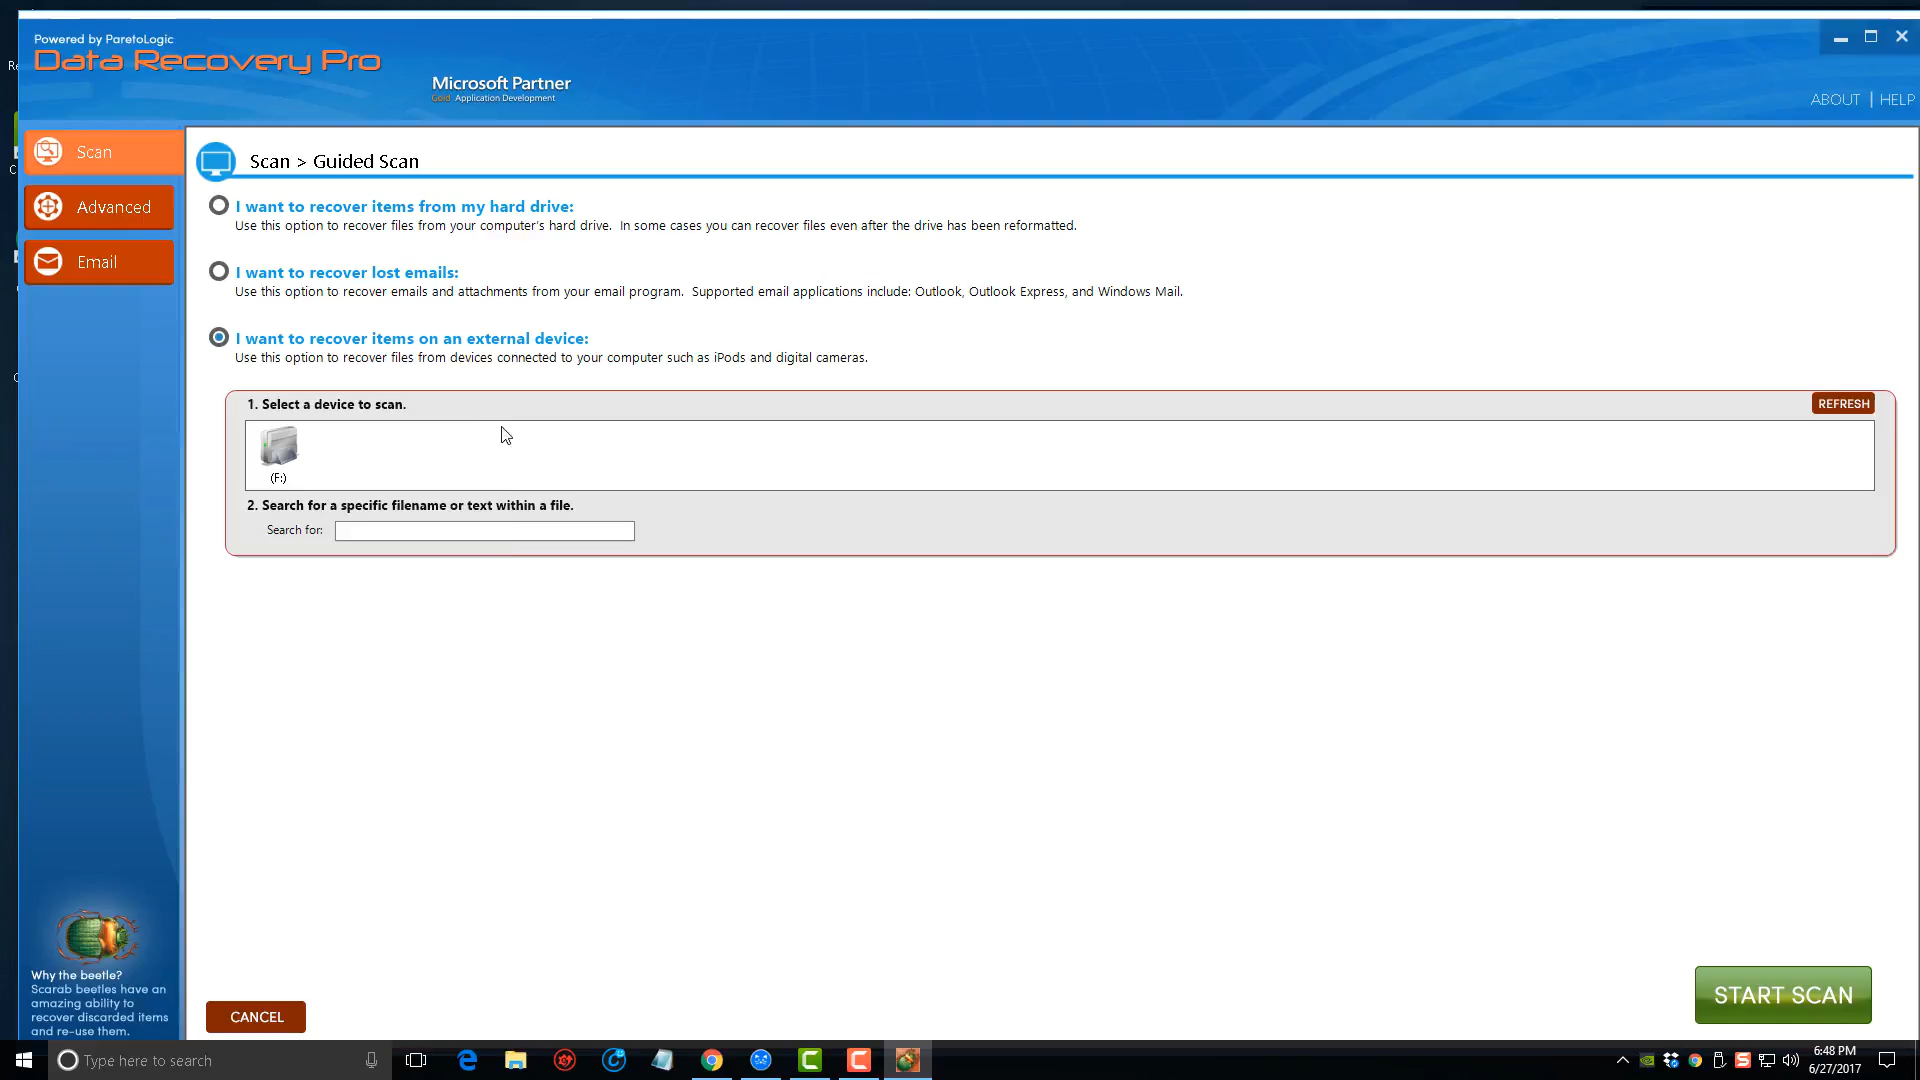 Powered by ParetoLogic
Data Recovery Pro
Microsoft Partner
Gold Application Development
ABOUT | HELP
Scan
Advanced
Email
Scan > Guided Scan
I want to recover items from my hard drive:
Use this option to recover files from your computer's hard drive. In some cases you can recover files even after the drive has been reformatted.
I want to recover lost emails:
Use this option to recover emails and attachments from your email program. Supported email applications include: Outlook, Outlook Express, and Windows Mail.
I want to recover items on an external device:
Use this option to recover files from devices connected to your computer such as iPods and digital cameras.
1. Select a device to scan.
REFRESH
(F:)
2. Search for a specific filename or text within a file.
Search for:
Why the beetle?
Scarab beetles have an
amazing ability to
recover discarded items
and re-use them.
CANCEL
START SCAN
Type here to search
6:48 PM
6/27/2017